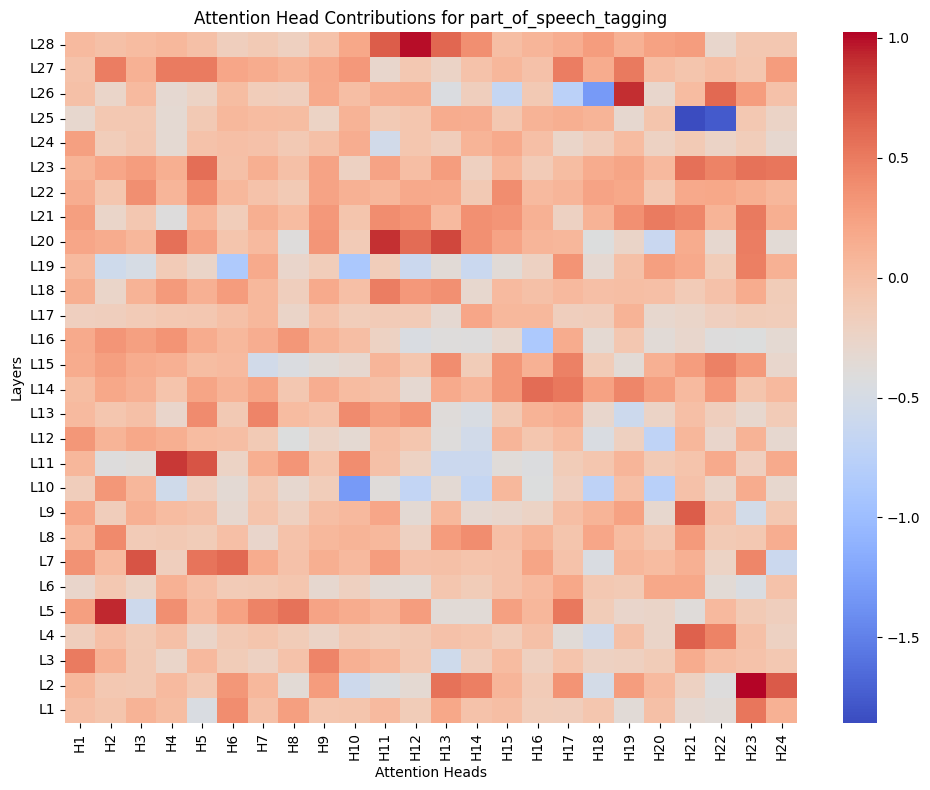 Attention Head Contributions for part_of_speech_tagging
Layers
L28
L27
L26
L25
L24
L23
L22
L21
L20
L19
L18
L17
L16
L15
L14
L13
L12
L11
L10
L9
L8
L7
L6
L5
L4
L3
L2
L1
H1 H2 H3 H4 H5 H6 H7 H8 H9 H10 H11 H12 H13 H14 H15 H16 H17 H18 H19 H20 H21 H22 H23 H24
Attention Heads
1.0
0.5
0.0
−0.5
−1.0
−1.5